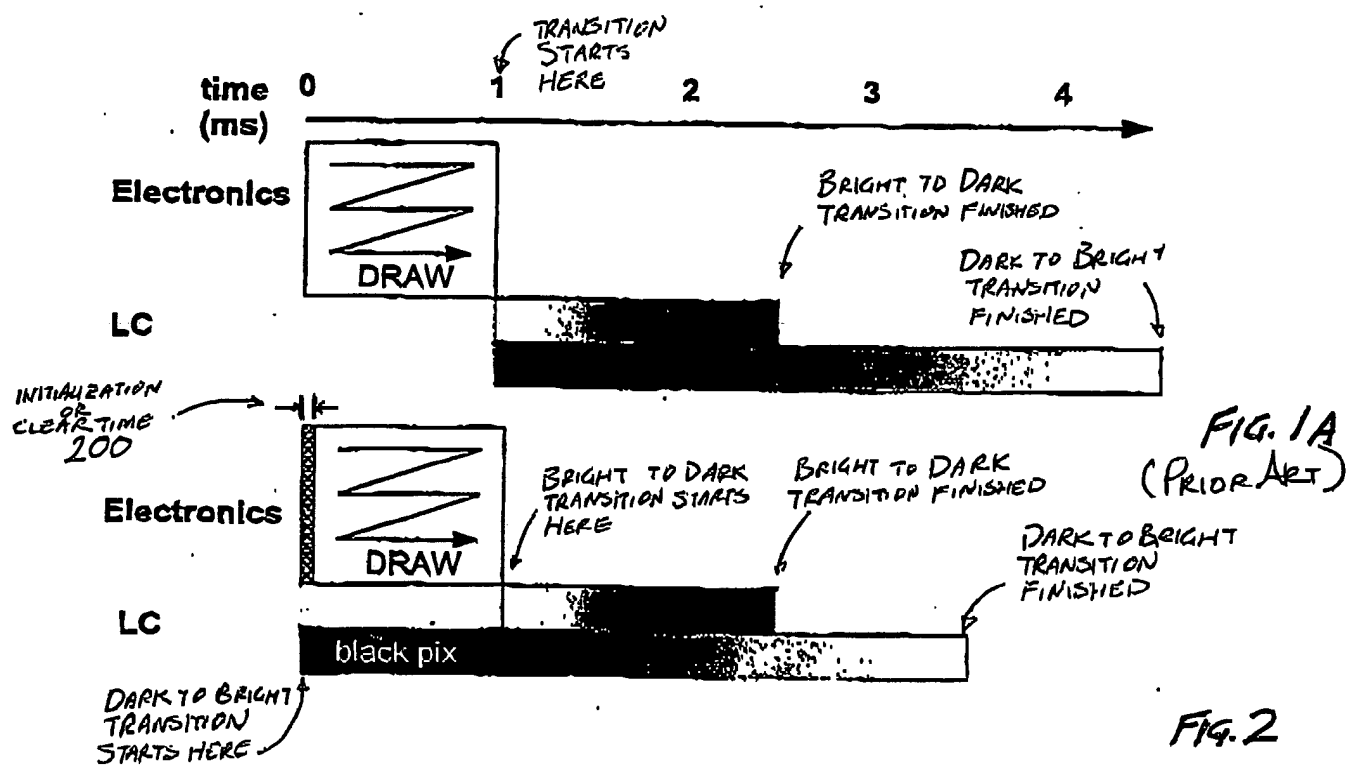 TRANSITION
STARTS
HERE
time
(ms)
0
1
2
3
4
Electronics
DRAW
BRIGHT TO DARK
TRANSITION FINISHED
DARK TO BRIGHT
TRANSITION
FINISHED
LC
INITIALIZATION
OR
CLEAR TIME
200
FIG. 1A
(PRIOR ART)
Electronics
DRAW
BRIGHT TO DARK
TRANSITION STARTS
HERE
BRIGHT TO DARK
TRANSITION FINISHED
DARK TO BRIGHT
TRANSITION
FINISHED
LC
black pix
DARK TO BRIGHT
TRANSITION
STARTS HERE
FIG. 2